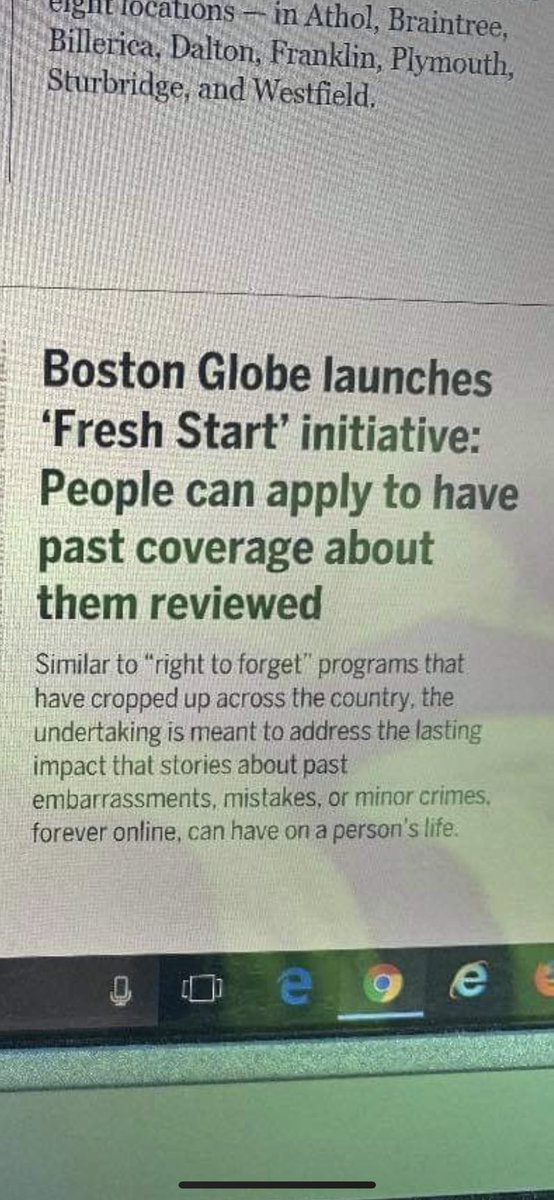 eight locations — in Athol, Braintree,
Billerica, Dalton, Franklin, Plymouth,
Sturbridge, and Westfield.
Boston Globe launches
‘Fresh Start’ initiative:
People can apply to have
past coverage about
them reviewed
Similar to “right to forget” programs that
have cropped up across the country, the
undertaking is meant to address the lasting
impact that stories about past
embarrassments, mistakes, or minor crimes,
forever online, can have on a person's life.